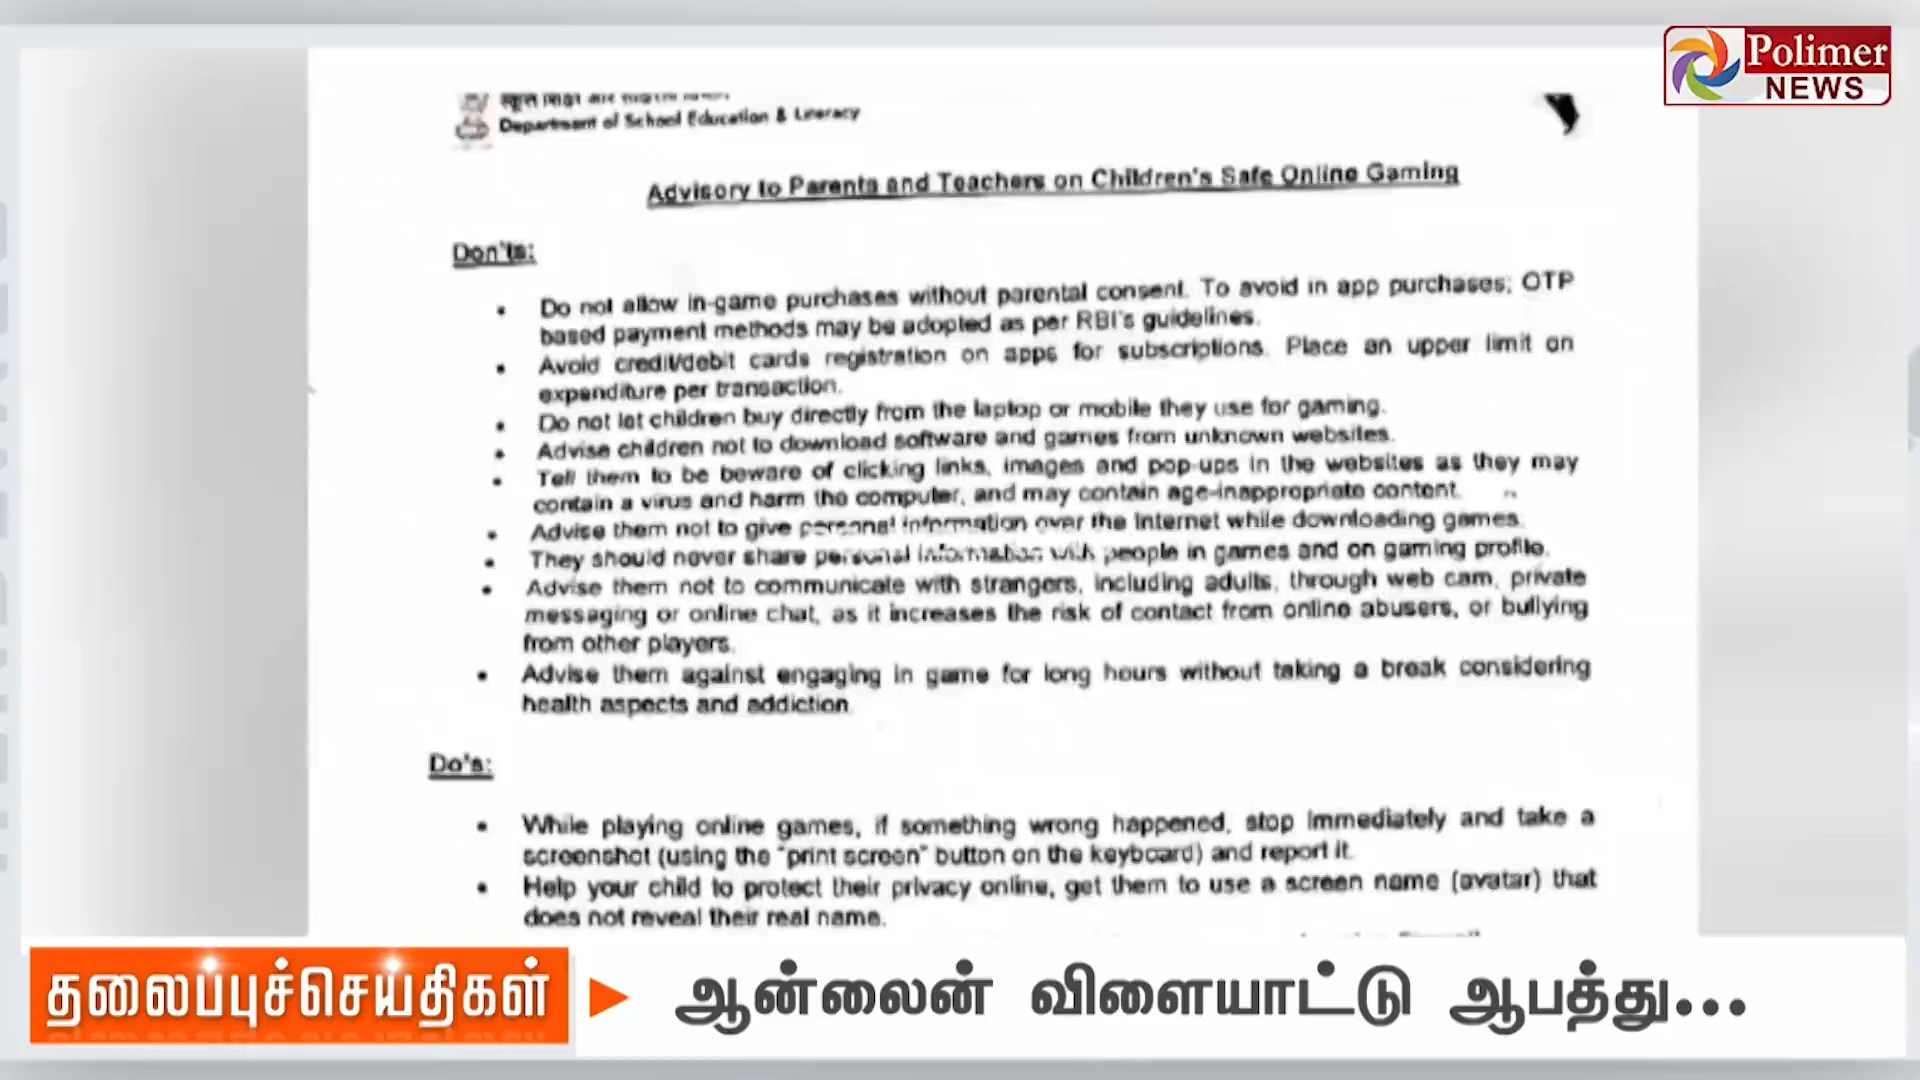 Polimer
NEWS
Department of School Education & Literacy
Advisory to Parents and Teachers on Children's Safe Online Gaming
Don'ts:
• Do not allow in-game purchases without parental consent. To avoid in app purchases; OTP
based payment methods may be adopted as per RBI's guidelines.
• Avoid credit/debit cards registration on apps for subscriptions. Place an upper limit on
expenditure per transaction.
• Do not let children buy directly from the laptop or mobile they use for gaming.
• Advise children not to download software and games from unknown websites.
• Tell them to be beware of clicking links, images and pop-ups in the websites as they may
contain a virus and harm the computer, and may contain age-inappropriate content.
• Advise them not to give personal information over the Internet while downloading games.
• They should never share personal information with people in games and on gaming profile.
• Advise them not to communicate with strangers, including adults, through web cam, private
messaging or online chat, as it increases the risk of contact from online abusers, or bullying
from other players.
• Advise them against engaging in game for long hours without taking a break considering
health aspects and addiction
Do's:
• While playing online games, if something wrong happened, stop immediately and take a
screenshot (using the "print screen" button on the keyboard) and report it.
• Help your child to protect their privacy online, get them to use a screen name (avatar) that
does not reveal their real name.
தலைப்புச்செய்திகள் ஆன்லைன் விளையாட்டு ஆபத்து...